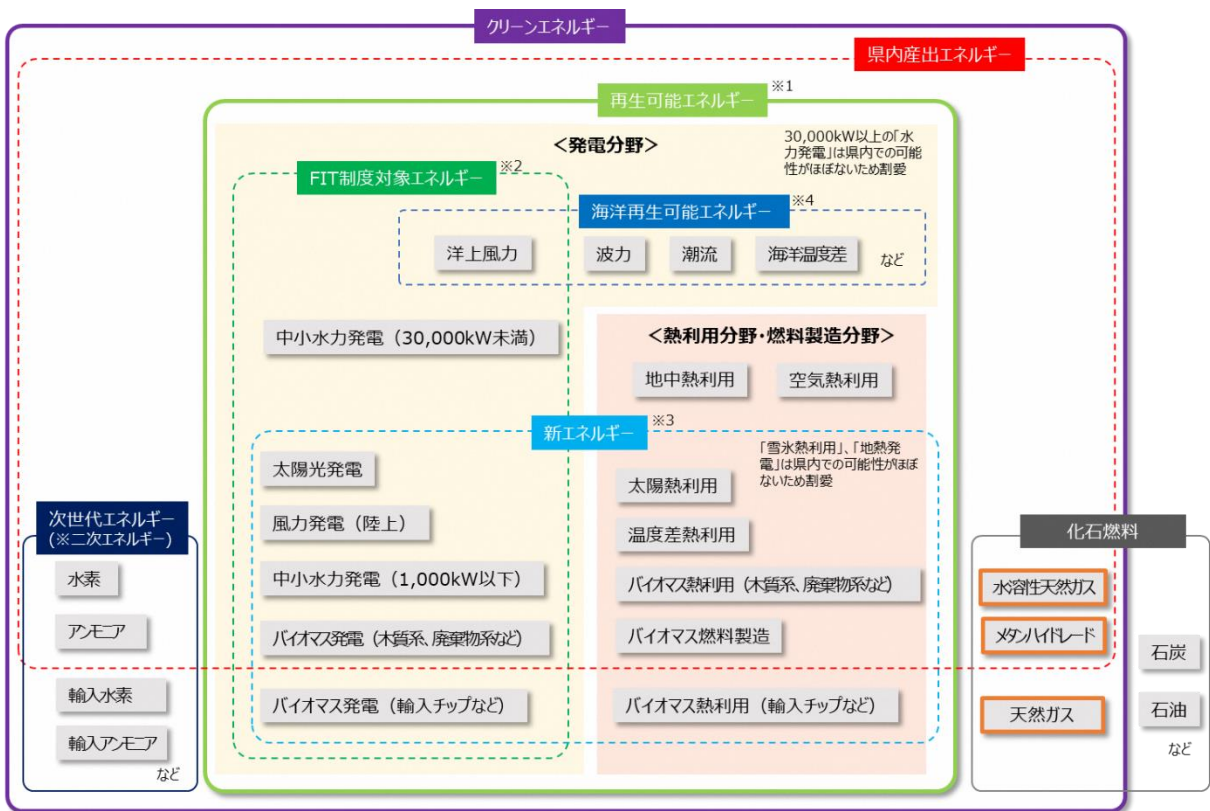 クリーンエネルギー
県内産出エネルギー
再生可能エネルギー ※1
<発電分野>
30,000kW以上の「水
力発電」は県内での可能
性がほぼないため割愛
FIT制度対象エネルギー ※2
海洋再生可能エネルギー ※4
洋上風力
波力
潮流
海洋温度差
など
中小水力発電（30,000kW未満）
<熱利用分野・燃料製造分野>
地中熱利用
空気熱利用
新エネルギー ※3
「雪氷熱利用」、「地熱発
電」は県内での可能性がほぼ
ないため割愛
太陽光発電
風力発電（陸上）
中小水力発電（1,000kW以下）
バイオマス発電（木質系、廃棄物系など）
バイオマス発電（輸入チップなど）
太陽熱利用
温度差熱利用
バイオマス熱利用（木質系、廃棄物系など）
バイオマス燃料製造
バイオマス熱利用（輸入チップなど）
次世代エネルギー
(※二次エネルギー)
水素
アンモニア
輸入水素
輸入アンモニア
など
化石燃料
水溶性天然ガス
メタンハイドレード
天然ガス
石炭
石油
など